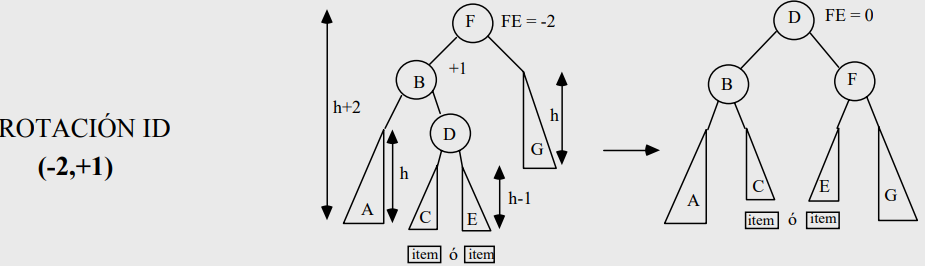 ROTACIÓN ID
(-2,+1)
F FE = -2
B +1
h+2
D
h
G
h
A
C
E
h-1
item ó item
D FE = 0
B
F
A
C
E
G
item ó item